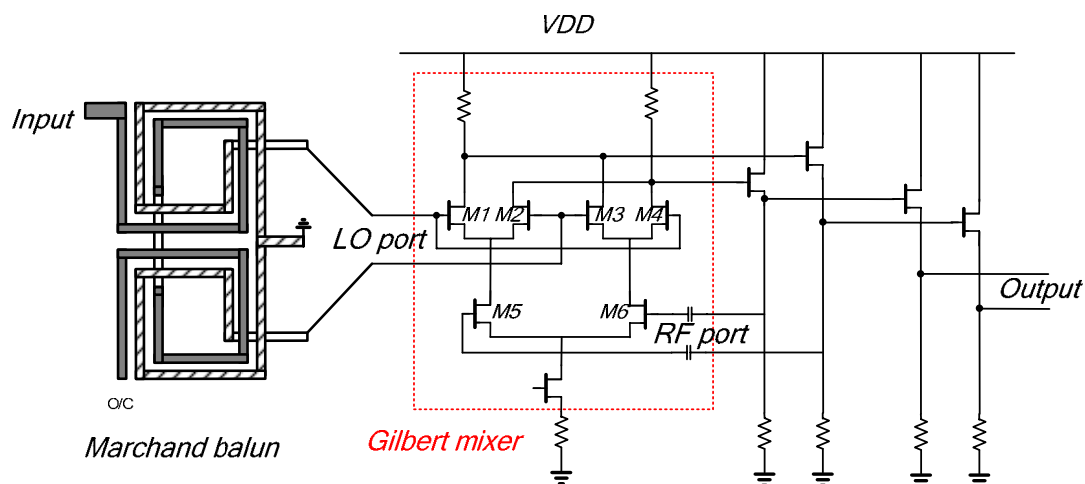 VDD
Input
M1
M2
M3
M4
LO port
M5
M6
RF port
Output
O/C
Marchand balun
Gilbert mixer